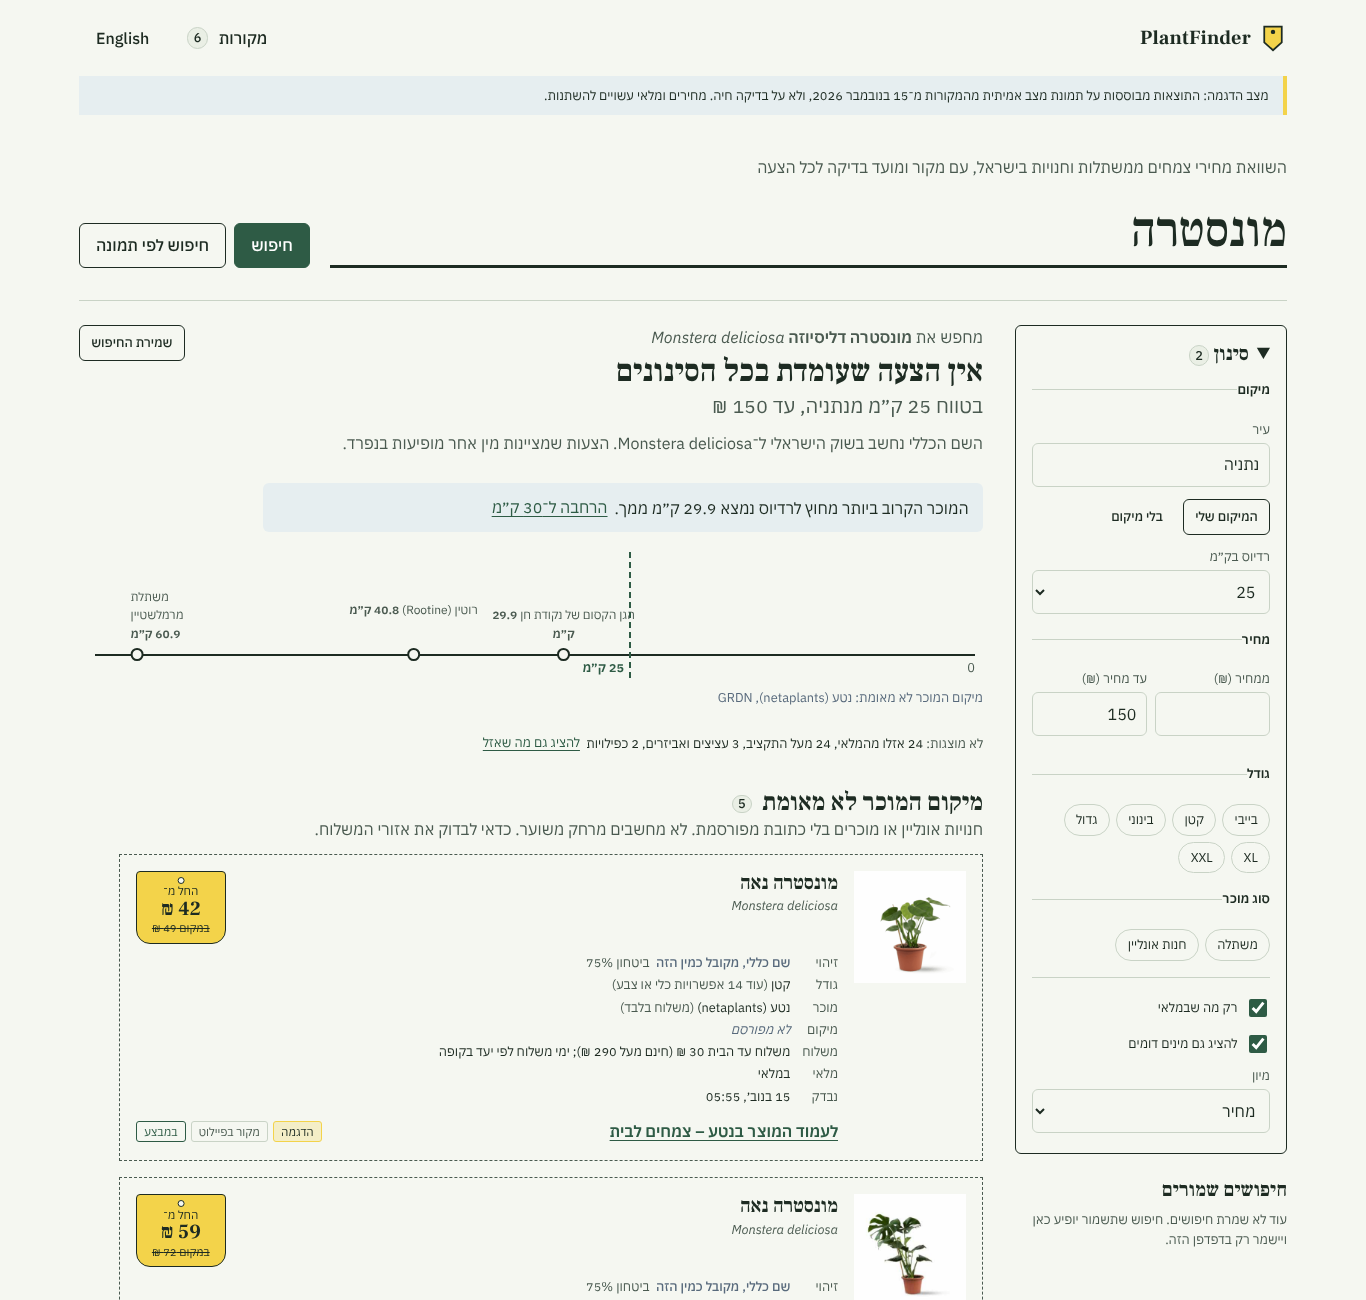 PlantFinder
מקורות 6
English
מצב הדגמה: התוצאות מבוססות על תמונת מצב אמיתית מהמקורות מ־15 בנובמבר 2026, ולא על בדיקה חיה. מחירים ומלאי עשויים להשתנות.
השוואת מחירי צמחים ממשתלות וחנויות בישראל, עם מקור ומועד בדיקה לכל הצעה
מונסטרה
חיפוש
חיפוש לפי תמונה
סינון 2
מיקום
עיר
נתניה
המיקום שלי
בלי מיקום
רדיוס בק״מ
25
מחיר
ממחיר (₪)
עד מחיר (₪)
150
גודל
בייבי
קטן
בינוני
גדול
XL
XXL
סוג מוכר
משתלה
חנות אונליין
רק מה שבמלאי
להציג גם מינים דומים
מיון
מחיר
חיפושים שמורים
עוד לא שמרת חיפושים. חיפוש שתשמור יופיע כאן
ויישמר רק בדפדפן הזה.
מחפש את מונסטרה דליסיוזה Monstera deliciosa
שמירת החיפוש
אין הצעה שעומדת בכל הסינונים
בטווח 25 ק״מ מנתניה, עד 150 ₪
השם הכללי נחשב בשוק הישראלי ל־Monstera deliciosa. הצעות שמציינות מין אחר מופיעות בנפרד.
המוכר הקרוב ביותר מחוץ לרדיוס נמצא 29.9 ק״מ ממך. הרחבה ל־30 ק״מ
0
25 ק״מ
הגן הקסום של נקודת חן 29.9
ק״מ
רוטין (Rootine) 40.8 ק״מ
משתלת
מרמלשטיין
60.9 ק״מ
מיקום המוכר לא מאומת: נטע (netaplants), GRDN
לא מוצגות: 24 אזלו מהמלאי, 24 מעל התקציב, 3 עציצים ואביזרים, 2 כפילויות להציג גם מה שאזל
מיקום המוכר לא מאומת 5
חנויות אונליין או מוכרים בלי כתובת מפורסמת. לא מחשבים מרחק משוער. כדאי לבדוק את אזורי המשלוח.
מונסטרה נאה
Monstera deliciosa
החל מ־
42 ₪
במקום 49 ₪
זיהוי שם כללי, מקובל כמין הזה ביטחון 75%
גודל קטן (עוד 14 אפשרויות כלי או צבע)
מוכר נטע (netaplants) (משלוח בלבד)
מיקום לא מפורסם
משלוח משלוח עד הבית 30 ₪ (חינם מעל 290 ₪); ימי משלוח לפי יעד בקופה
מלאי במלאי
נבדק 15 בנוב׳, 05:55
לעמוד המוצר בנטע – צמחים לבית
הדגמה
מקור בפיילוט
במבצע
מונסטרה נאה
Monstera deliciosa
החל מ־
59 ₪
במקום 72 ₪
זיהוי שם כללי, מקובל כמין הזה ביטחון 75%